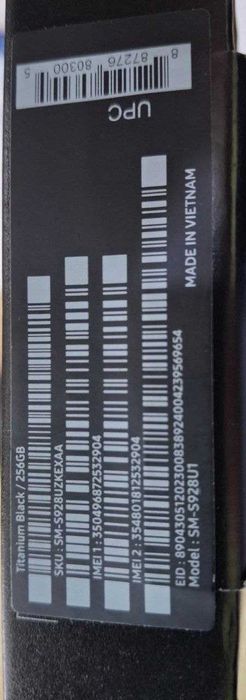 Titanium Black / 256GB
SKU : SM-S928UZKEXAA
IMEI 1 : 350496872532904
IMEI 2 : 354801812532904
EID : 89043051202300838924004239569654
Model : SM-S928U1
MADE IN VIETNAM
UPC
8 87276 80300 5